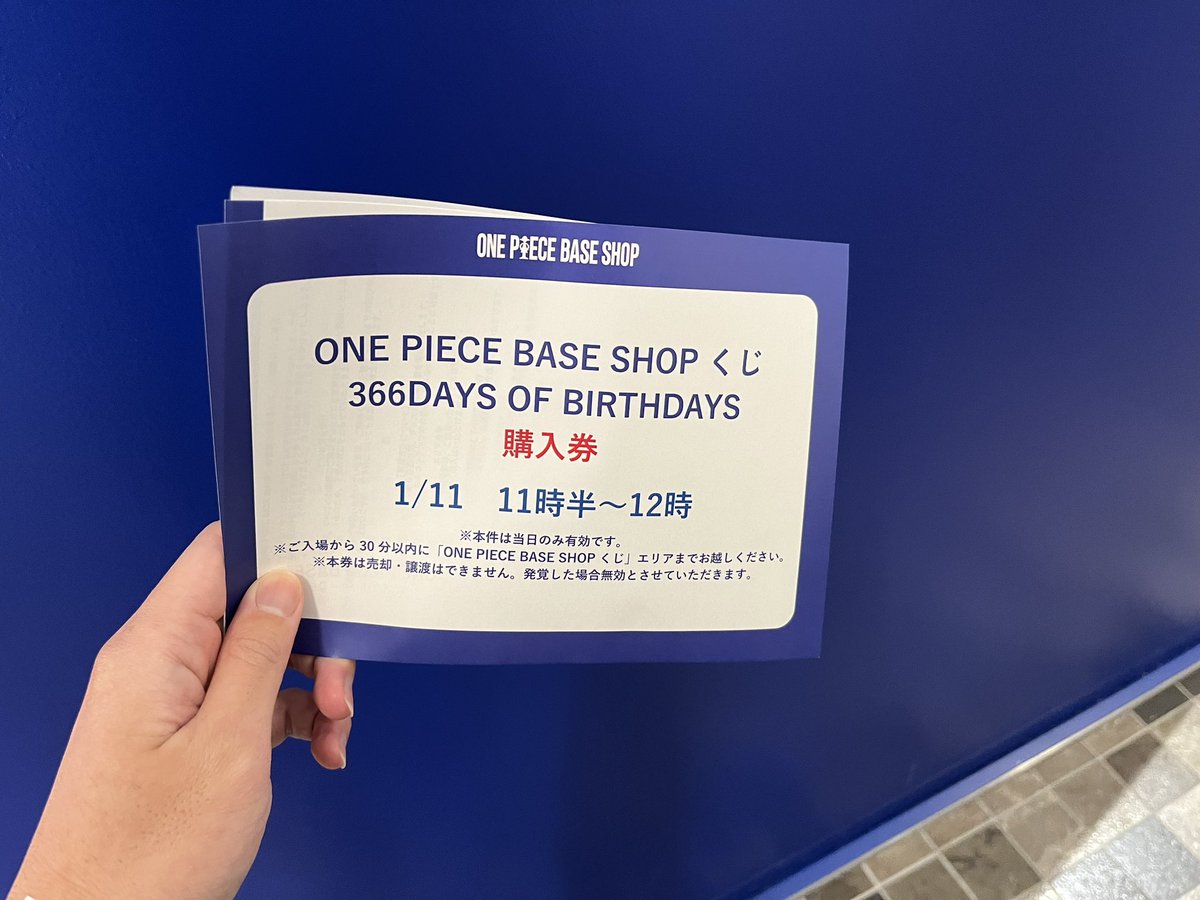 ONE PIECE BASE SHOP
ONE PIECE BASE SHOP くじ
366DAYS OF BIRTHDAYS
購入券
1/11　11時半～12時
※本件は当日のみ有効です。
※ご入場から 30 分以内に「ONE PIECE BASE SHOP くじ」エリアまでお越しください。
※本券は売却・譲渡はできません。発覚した場合無効とさせていただきます。